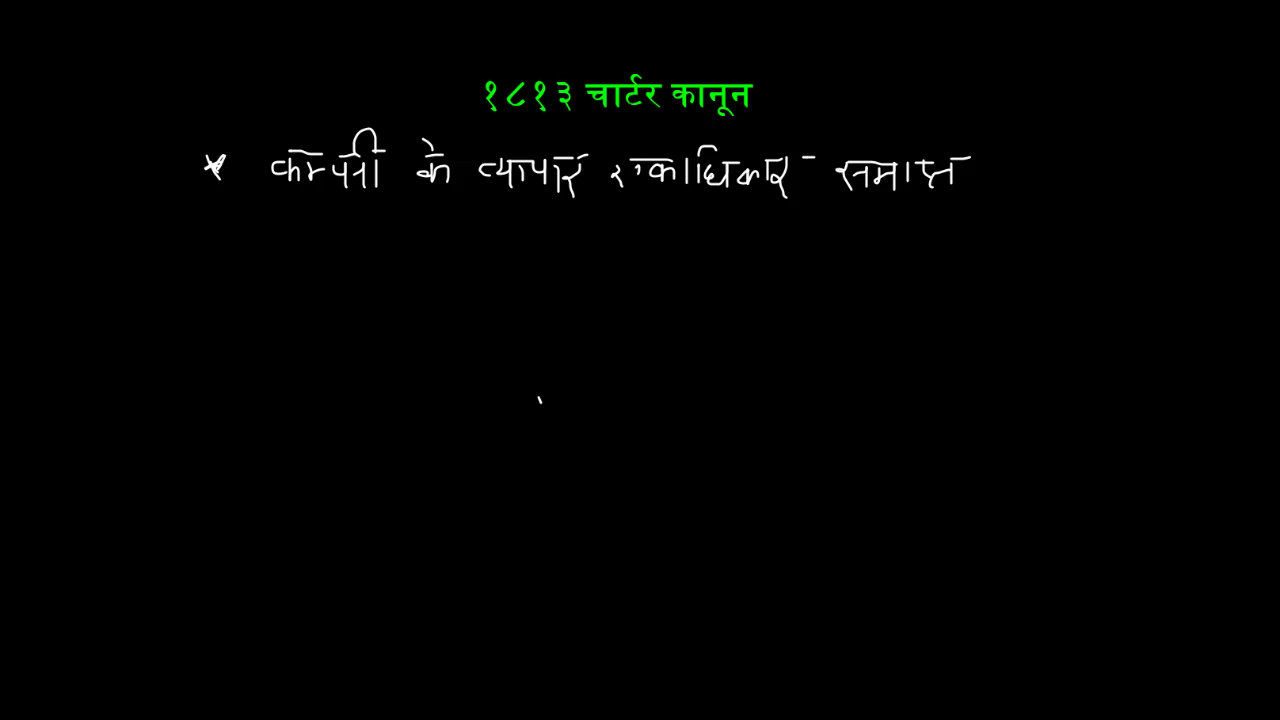 १८१३ चार्टर कानून
* कम्पनी के व्यापार एकाधिकार - समाप्त